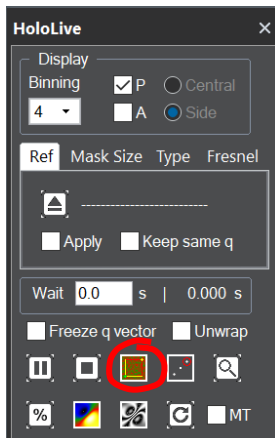 HoloLive ×
Display
Binning P Central
4 A Side
Ref Mask Size Type Fresnel
---------------------------
Apply Keep same q
Wait 0.0 s | 0.000 s
Freeze q vector Unwrap
% % C MT